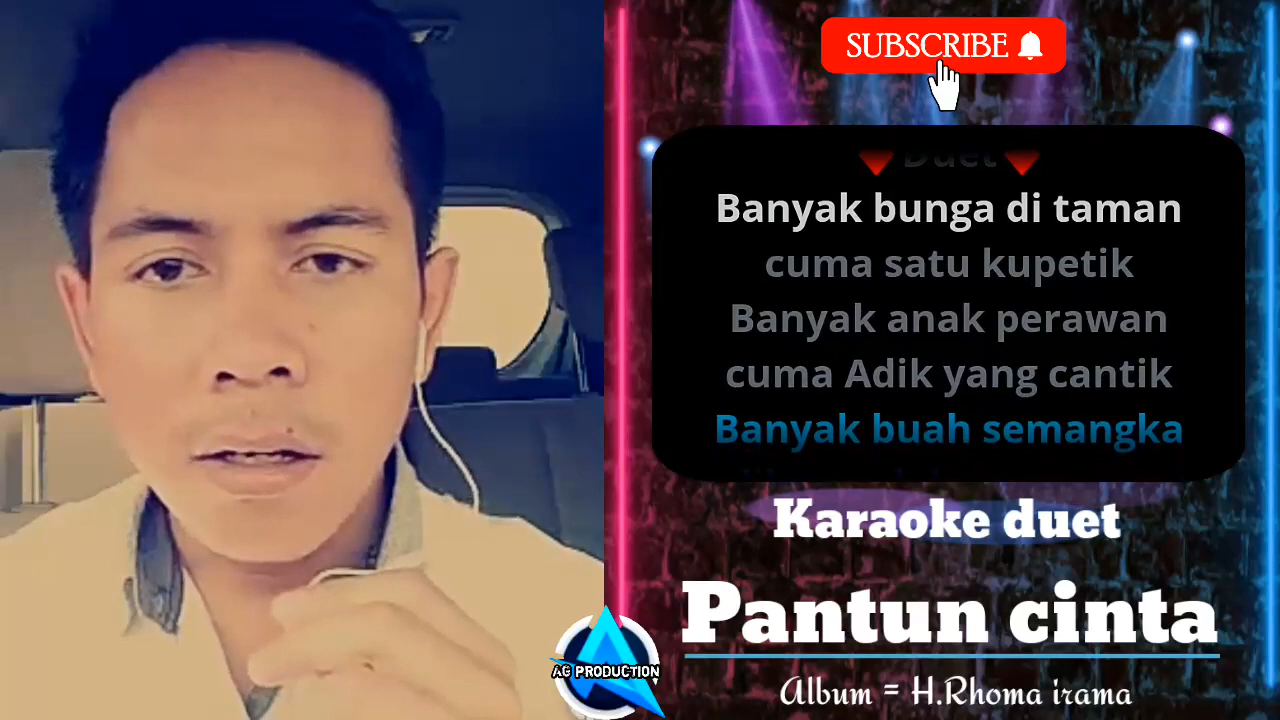 SUBSCRIBE
Duet
Banyak bunga di taman
cuma satu kupetik
Banyak anak perawan
cuma Adik yang cantik
Banyak buah semangka
Karaoke duet
Pantun cinta
AG PRODUCTION
Album = H.Rhoma irama